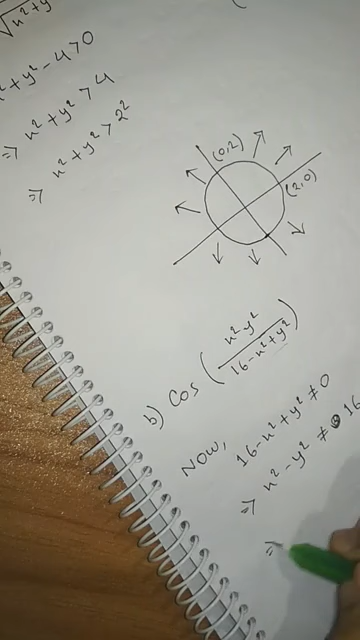 √x²+y²
x²+y²-4>0
=> x²+y²>4
=> x²+y²>2²
(0,2)
(2,0)
b) Cos (x²y²/16-x²+y²)
Now,
16-x²+y²≠0
=> x²-y²≠16
=>